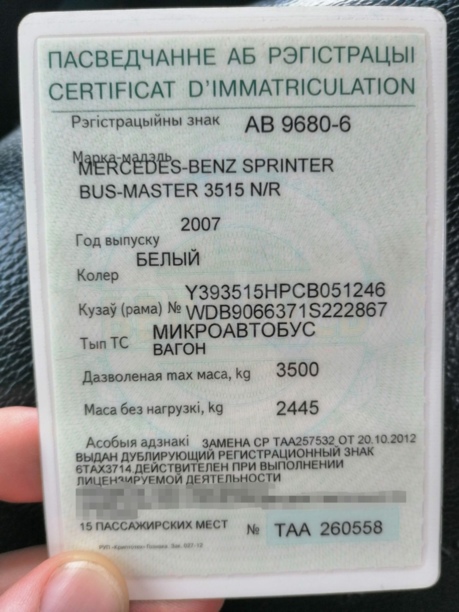 ПАСВЕДЧАННЕ АБ РЭГІСТРАЦЫІ
CERTIFICAT D'IMMATRICULATION
Рэгістрацыйны знак AB 9680-6
Марка-мадэль
MERCEDES-BENZ SPRINTER
BUS-MASTER 3515 N/R
Год выпуску 2007
Колер БЕЛЫЙ
Y393515HPCB051246
Кузаў (рама) № WDB9066371S222867
Тып ТС МИКРОАВТОБУС
ВАГОН
Дазволеная max маса, kg 3500
Маса без нагрузкі, kg 2445
Асобыя адзнакі ЗАМЕНА СР ТАА257532 ОТ 20.10.2012
ВЫДАН ДУБЛИРУЮЩИЙ РЕГИСТРАЦИОННЫЙ ЗНАК
6ТАХ3714.ДЕЙСТВИТЕЛЕН ПРИ ВЫПОЛНЕНИИ
ЛИЦЕНЗИРУЕМОЙ ДЕЯТЕЛЬНОСТИ
15 ПАССАЖИРСКИХ МЕСТ № ТАА 260558